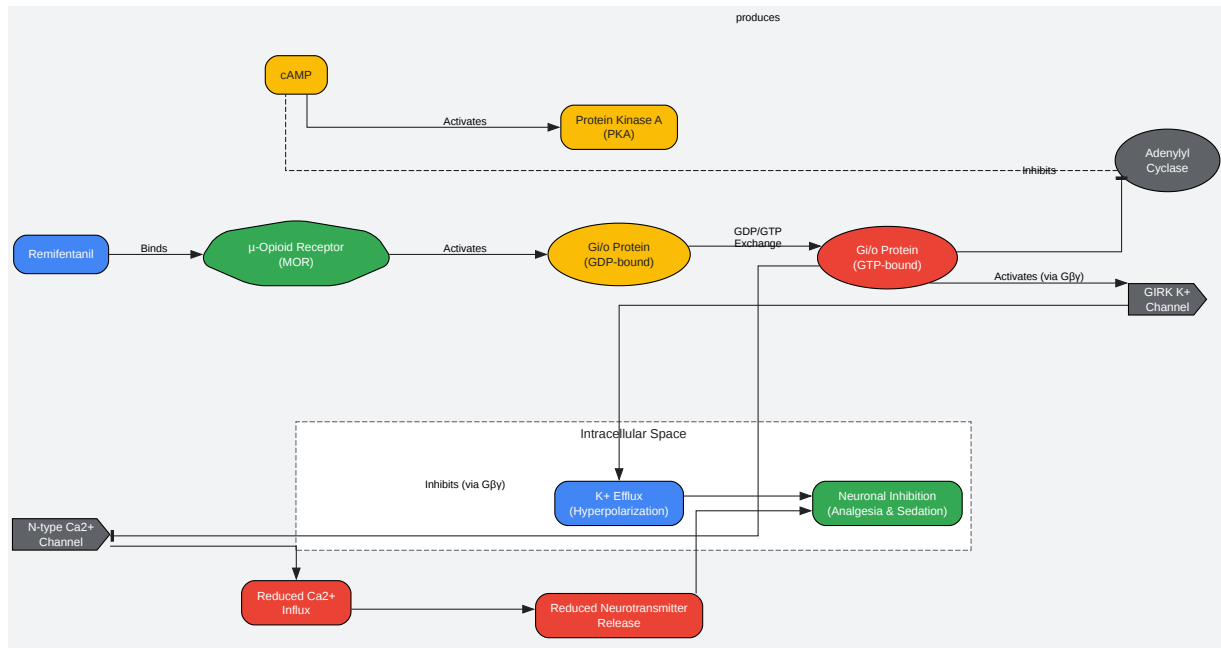 produces
cAMP
Activates
Protein Kinase A
(PKA)
Adenylyl
Cyclase
Inhibits
Remifentanil
Binds
µ-Opioid Receptor
(MOR)
Activates
Gi/o Protein
(GDP-bound)
GDP/GTP
Exchange
Gi/o Protein
(GTP-bound)
Activates (via Gβγ)
GIRK K+
Channel
Intracellular Space
Inhibits (via Gβγ)
K+ Efflux
(Hyperpolarization)
Neuronal Inhibition
(Analgesia & Sedation)
N-type Ca2+
Channel
Reduced Ca2+
Influx
Reduced Neurotransmitter
Release